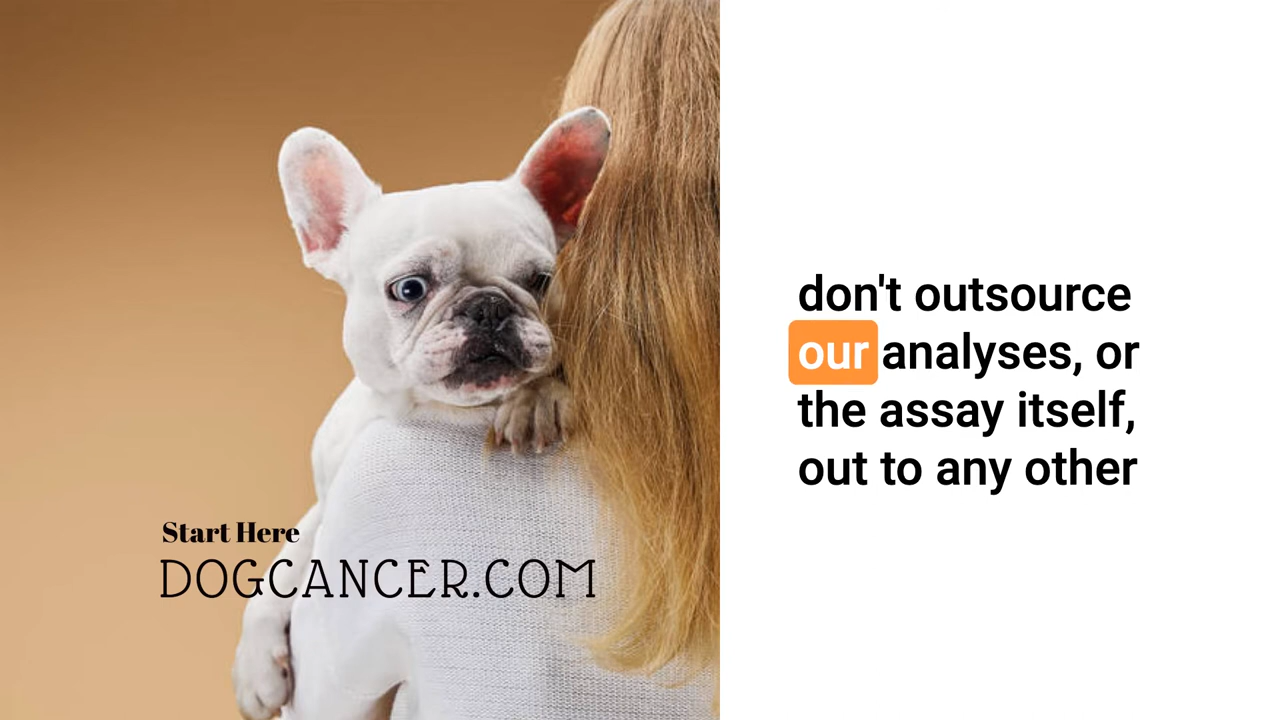 Start Here
DOGCANCER.COM
don't outsource
our analyses, or
the assay itself,
out to any other